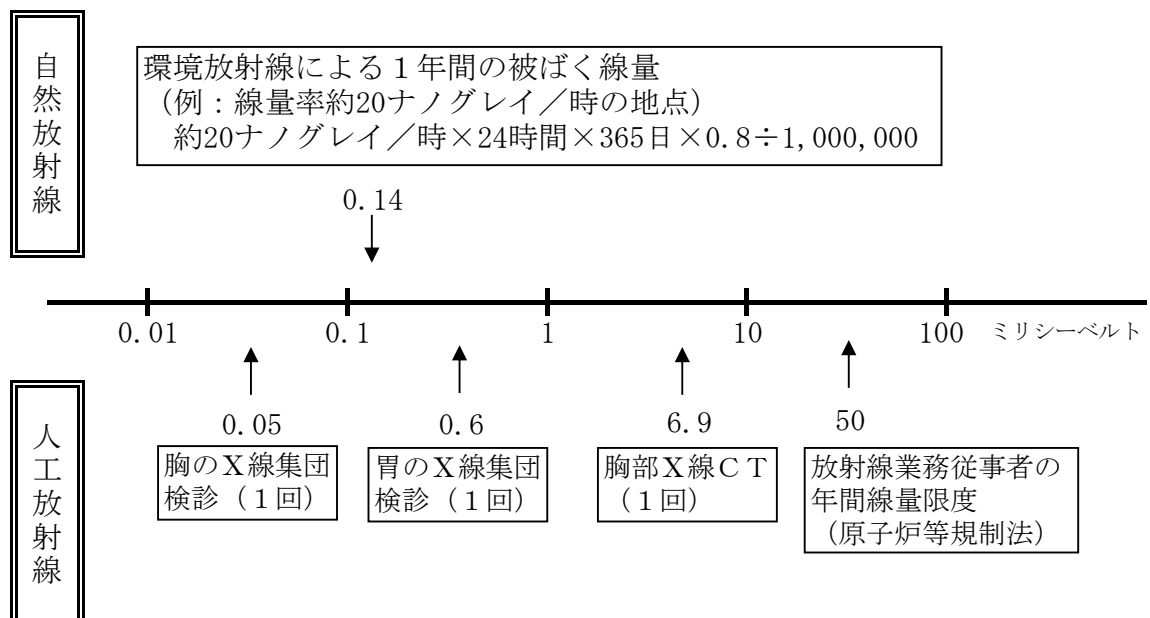 自然放射線
環境放射線による１年間の被ばく線量
（例：線量率約20ナノグレイ／時の地点）
約20ナノグレイ／時×24時間×365日×0.8÷1,000,000
0.14
0.01 0.1 1 10 100 ミリシーベルト
人工放射線
0.05 0.6 6.9 50
胸のＸ線集団
検診（１回）
胃のＸ線集団
検診（１回）
胸部Ｘ線ＣＴ
（１回）
放射線業務従事者の
年間線量限度
（原子炉等規制法）